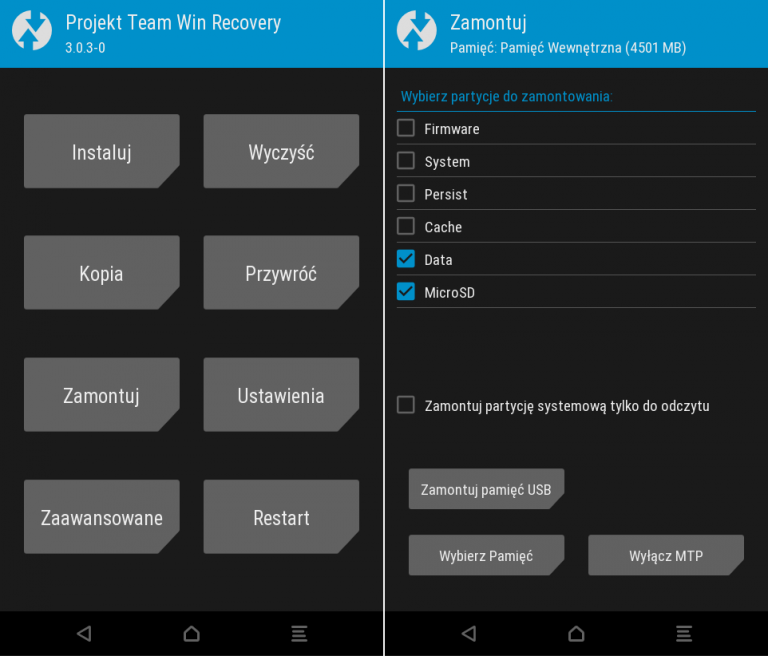 Projekt Team Win Recovery
3.0.3-0
Instaluj
Wyczyść
Kopia
Przywróć
Zamontuj
Ustawienia
Zaawansowane
Restart
Zamontuj
Pamięć: Pamięć Wewnętrzna (4501 MB)
Wybierz partycje do zamontowania:
Firmware
System
Persist
Cache
Data
MicroSD
Zamontuj partycję systemową tylko do odczytu
Zamontuj pamięć USB
Wybierz Pamięć
Wyłącz MTP